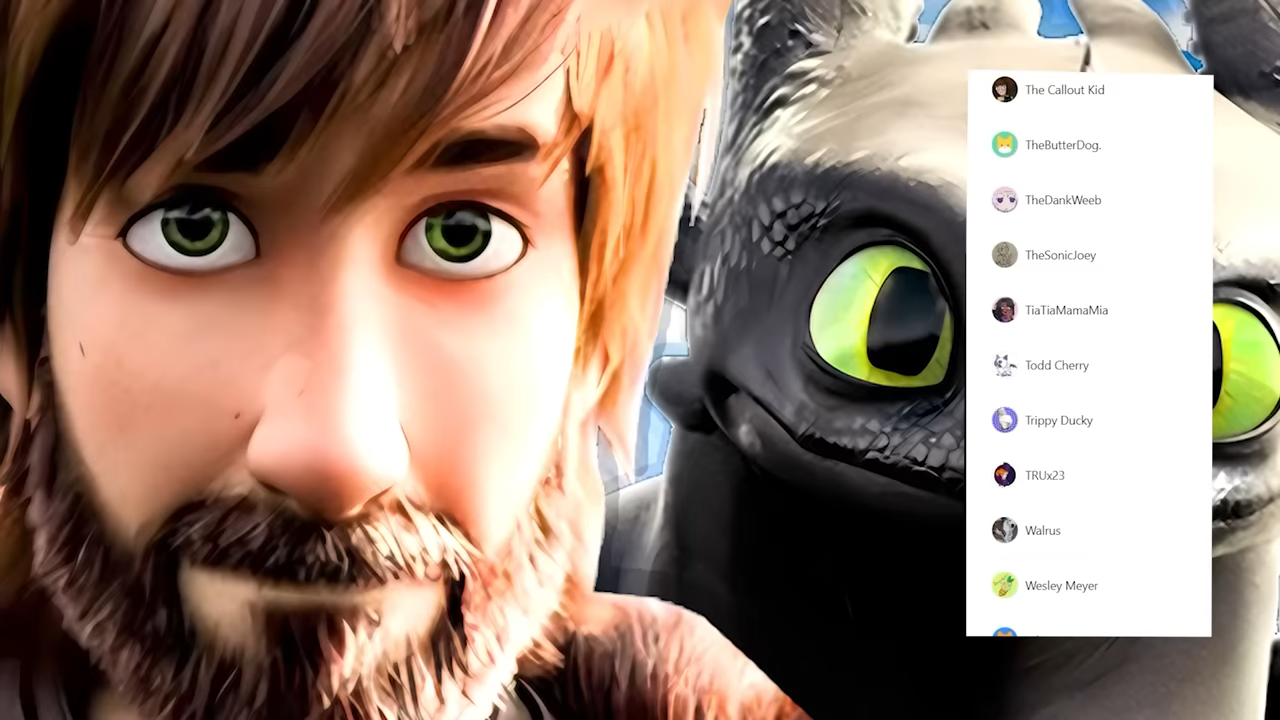 The Callout Kid
TheButterDog.
TheDankWeeb
TheSonicJoey
TiaTiaMamaMia
Todd Cherry
Trippy Ducky
TRUx23
Walrus
Wesley Meyer